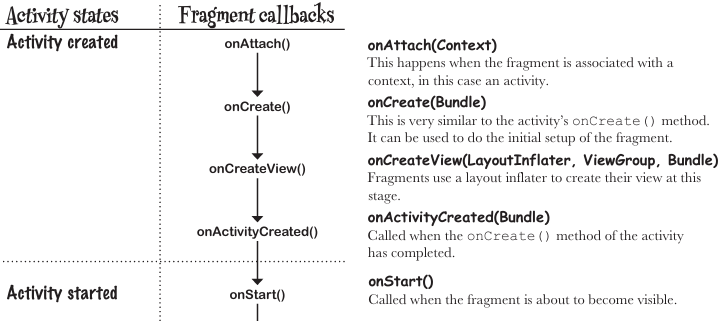 Activity states
Fragment callbacks
Activity created
onAttach()
onCreate()
onCreateView()
onActivityCreated()
Activity started
onStart()
onAttach(Context)
This happens when the fragment is associated with a
context, in this case an activity.
onCreate(Bundle)
This is very similar to the activity’s onCreate() method.
It can be used to do the initial setup of the fragment.
onCreateView(LayoutInflater, ViewGroup, Bundle)
Fragments use a layout inflater to create their view at this
stage.
onActivityCreated(Bundle)
Called when the onCreate() method of the activity
has completed.
onStart()
Called when the fragment is about to become visible.